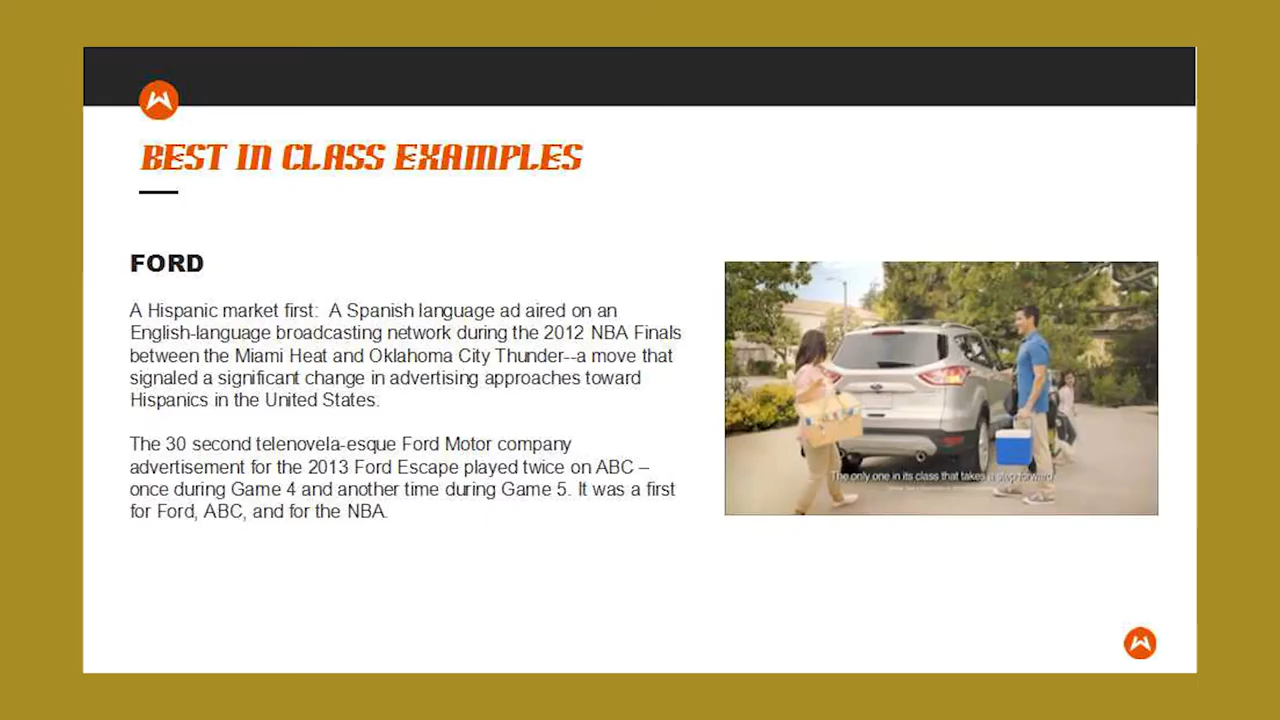 BEST IN CLASS EXAMPLES
FORD
A Hispanic market first:  A Spanish language ad aired on an
English-language broadcasting network during the 2012 NBA Finals
between the Miami Heat and Oklahoma City Thunder--a move that
signaled a significant change in advertising approaches toward
Hispanics in the United States.
The 30 second telenovela-esque Ford Motor company
advertisement for the 2013 Ford Escape played twice on ABC –
once during Game 4 and another time during Game 5. It was a first
for Ford, ABC, and for the NBA.
The only one in its class that takes a step forward